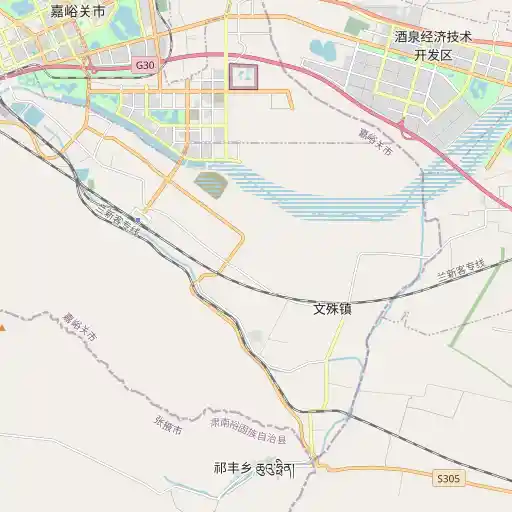 嘉峪关市
酒泉经济技术
开发区
G30
嘉峪关市
兰新客专线
兰新客专线
文殊镇
嘉峪关市
张掖市
肃南裕固族自治县
祁丰乡
S305